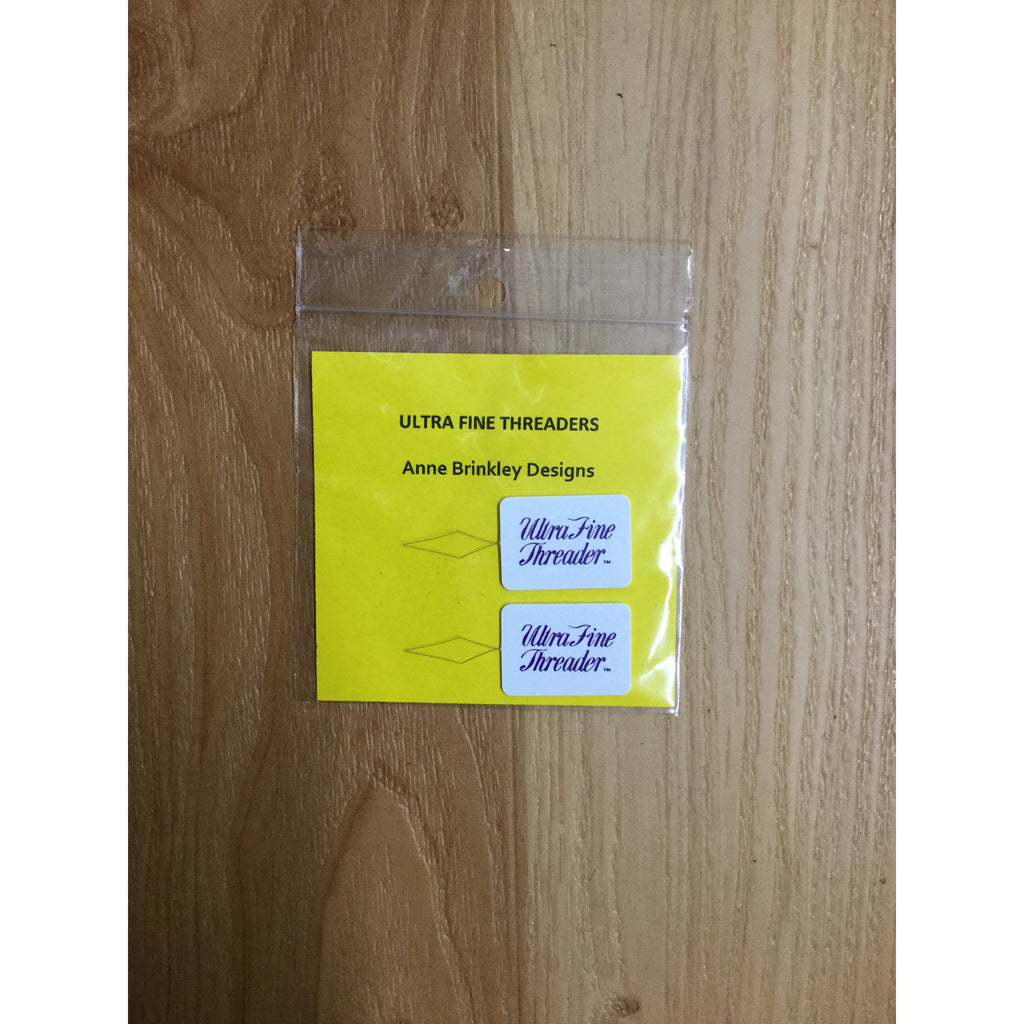 ULTRA FINE THREADERS
Anne Brinkley Designs
Ultra Fine
Threader™
Ultra Fine
Threader™